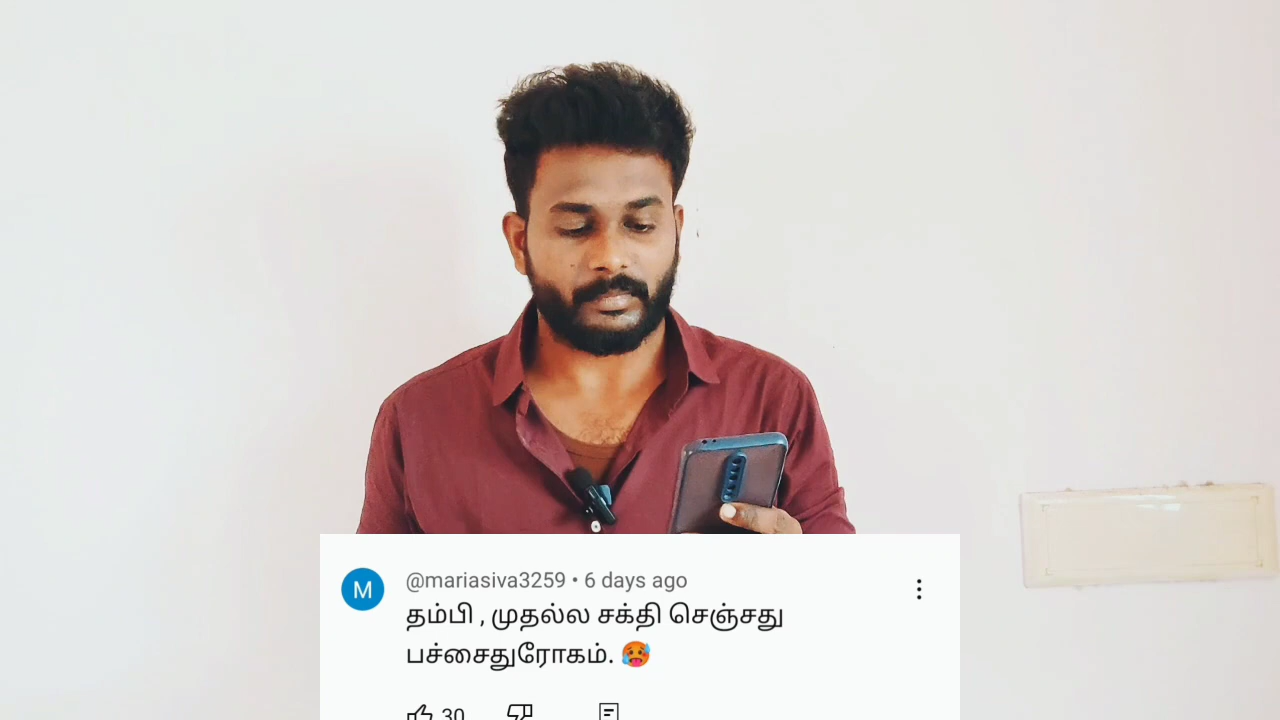 M
@mariasiva3259 • 6 days ago
தம்பி , முதல்ல சக்தி செஞ்சது
பச்சைதுரோகம். 🥵
30